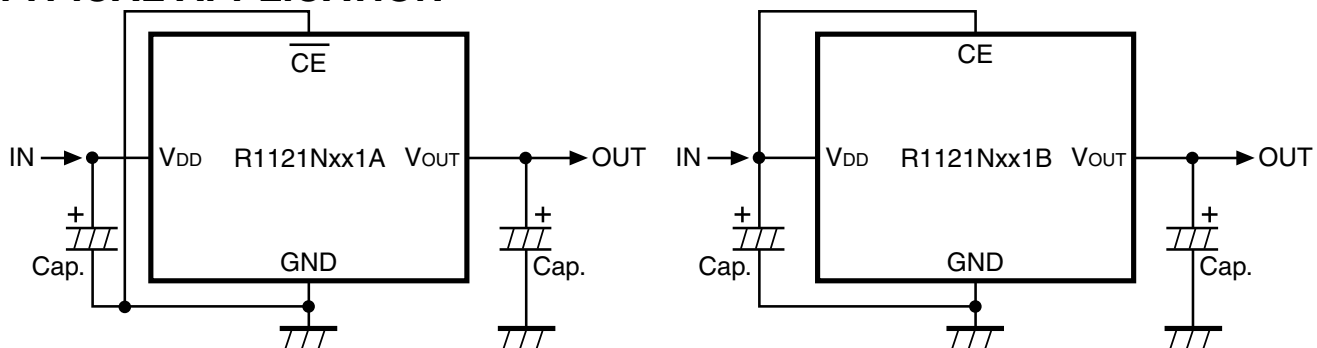 CE
IN
VDD
R1121Nxx1A
VOUT
OUT
+
Cap.
+
Cap.
GND
CE
IN
VDD
R1121Nxx1B
VOUT
OUT
+
Cap.
+
Cap.
GND